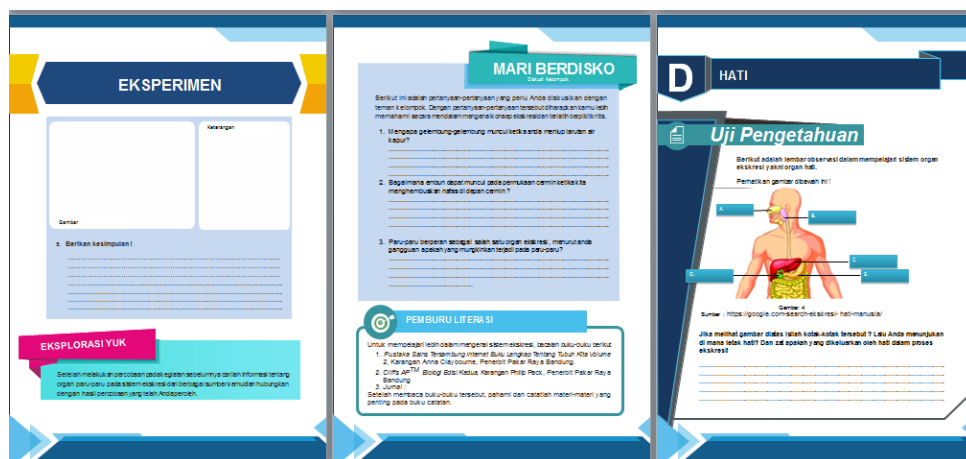 EKSPERIMEN
Keterangan
Gambar
5. Berikan kesimpulan !
EKSPLORASI YUK
Setelah melakukan percobaan pada kegiatan sebelumnya carilah informasi tentang
organ paru-paru pada sistem ekskresi dari berbagai sumber kemudian hubungkan
dengan hasil percobaan yang telah Anda peroleh.
MARI BERDISKO
Diskusi Kelompok
Berikut ini adalah pertanyaan-pertanyaan yang perlu Anda diskusikan dengan
teman kelompok. Dengan pertanyaan-pertanyaan tersebut diharapkan kamu lebih
memahami secara mendalam mengenai konsep ekskresi dan terlatih berpikir kritis.
1. Mengapa gelembung-gelembung muncul ketika anda meniup larutan air
kapur?
2. Bagaimana embun dapat muncul pada permukaan cermin ketika kita
menghembuskan nafas di depan cermin ?
3. Paru-paru berperan sebagai salah satu organ ekskresi, menurut anda
gangguan apakah yang mungkinkan terjadi pada paru-paru?
PEMBURU LITERASI
Untuk mempelajari lebih dalam mengenai sistem ekskresi, bacalah buku-buku berikut
1. Pustaka Sains Tersambung Internet Buku Lengkap Tentang Tubuh Kita Volume
2, Karangan Anna Claybourne, Penerbit Pakar Raya Bandung.
2. Cliffs AP™ Biologi Edisi Kedua, Karangan Philip Pack, Penerbit Pakar Raya
Bandung
3. Jurnal :
Setelah membaca buku-buku tersebut, pahami dan catatlah materi-materi yang
penting pada buku catatan.
D
HATI
Uji Pengetahuan
Berikut adalah lembar observasi dalam mempelajari sistem organ
ekskresi yakni organ hati.
Perhatikan gambar dibawah ini !
A.
B.
C.
D.
E.
Gambar 4
Sumber : https://google.com-search-ekskresi- hati-manusia/
Jika melihat gambar diatas isilah kotak-kotak tersebut ? Lalu Anda menunjukan
di mana letak hati? Dan zat apakah yang dikeluarkan oleh hati dalam proses
ekskresi!